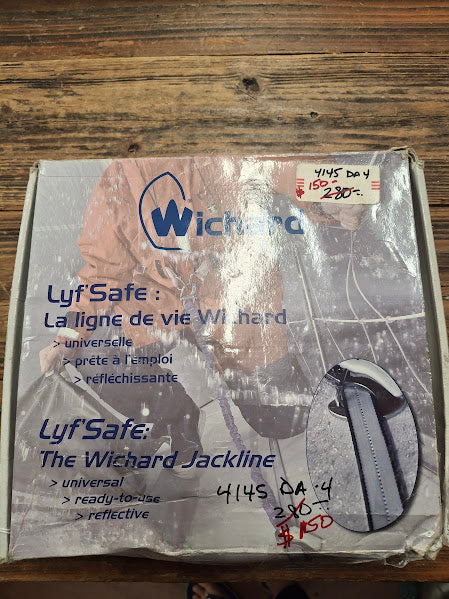 4145 DA 4
$ 150-
280-
Wichard
Lyf'Safe :
La ligne de vie Wichard
> universelle
> prête à l'emploi
> réfléchissante
Lyf'Safe:
The Wichard Jackline
> universal
> ready-to-use
> reflective
4145 DA·4
280-
$ 150